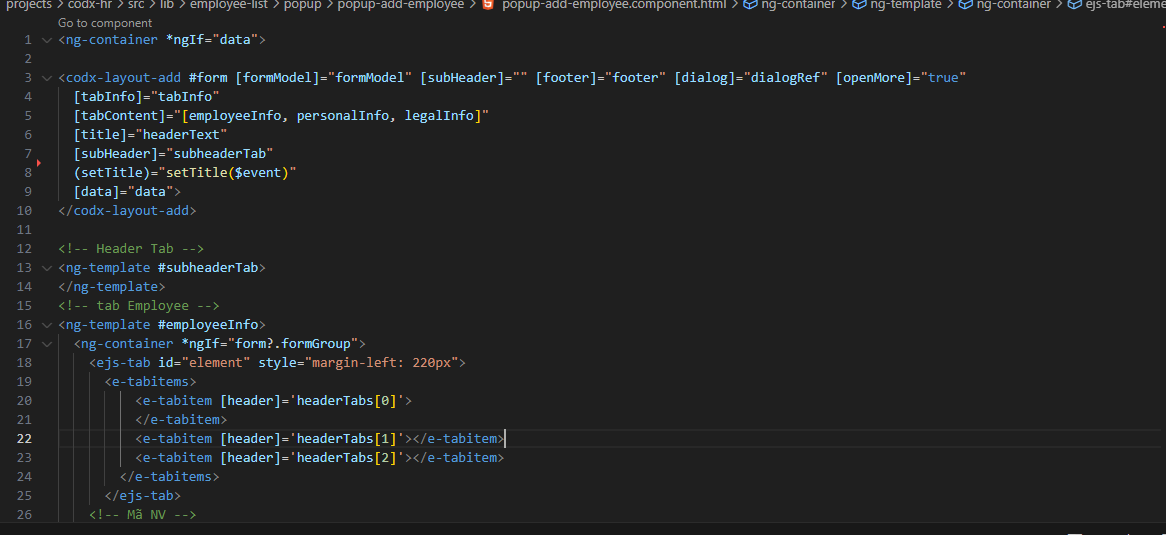 projects > codx-hr > src > lib > employee-list > popup > popup-add-employee > popup-add-employee.component.html > ng-container > ng-template > ng-container > ejs-tab#eleme
Go to component
1 <ng-container *ngIf="data">
2
3 <codx-layout-add #form [formModel]="formModel" [subHeader]="" [footer]="footer" [dialog]="dialogRef" [openMore]="true"
4 [tabInfo]="tabInfo"
5 [tabContent]="[employeeInfo, personalInfo, legalInfo]"
6 [title]="headerText"
7 [subHeader]="subheaderTab"
8 (setTitle)="setTitle($event)"
9 [data]="data">
10 </codx-layout-add>
11
12 <!-- Header Tab -->
13 <ng-template #subheaderTab>
14 </ng-template>
15 <!-- tab Employee -->
16 <ng-template #employeeInfo>
17 <ng-container *ngIf="form?.formGroup">
18 <ejs-tab id="element" style="margin-left: 220px">
19 <e-tabitems>
20 <e-tabitem [header]='headerTabs[0]'>
21 </e-tabitem>
22 <e-tabitem [header]='headerTabs[1]'></e-tabitem>
23 <e-tabitem [header]='headerTabs[2]'></e-tabitem>
24 </e-tabitems>
25 </ejs-tab>
26 <!-- Mã NV -->